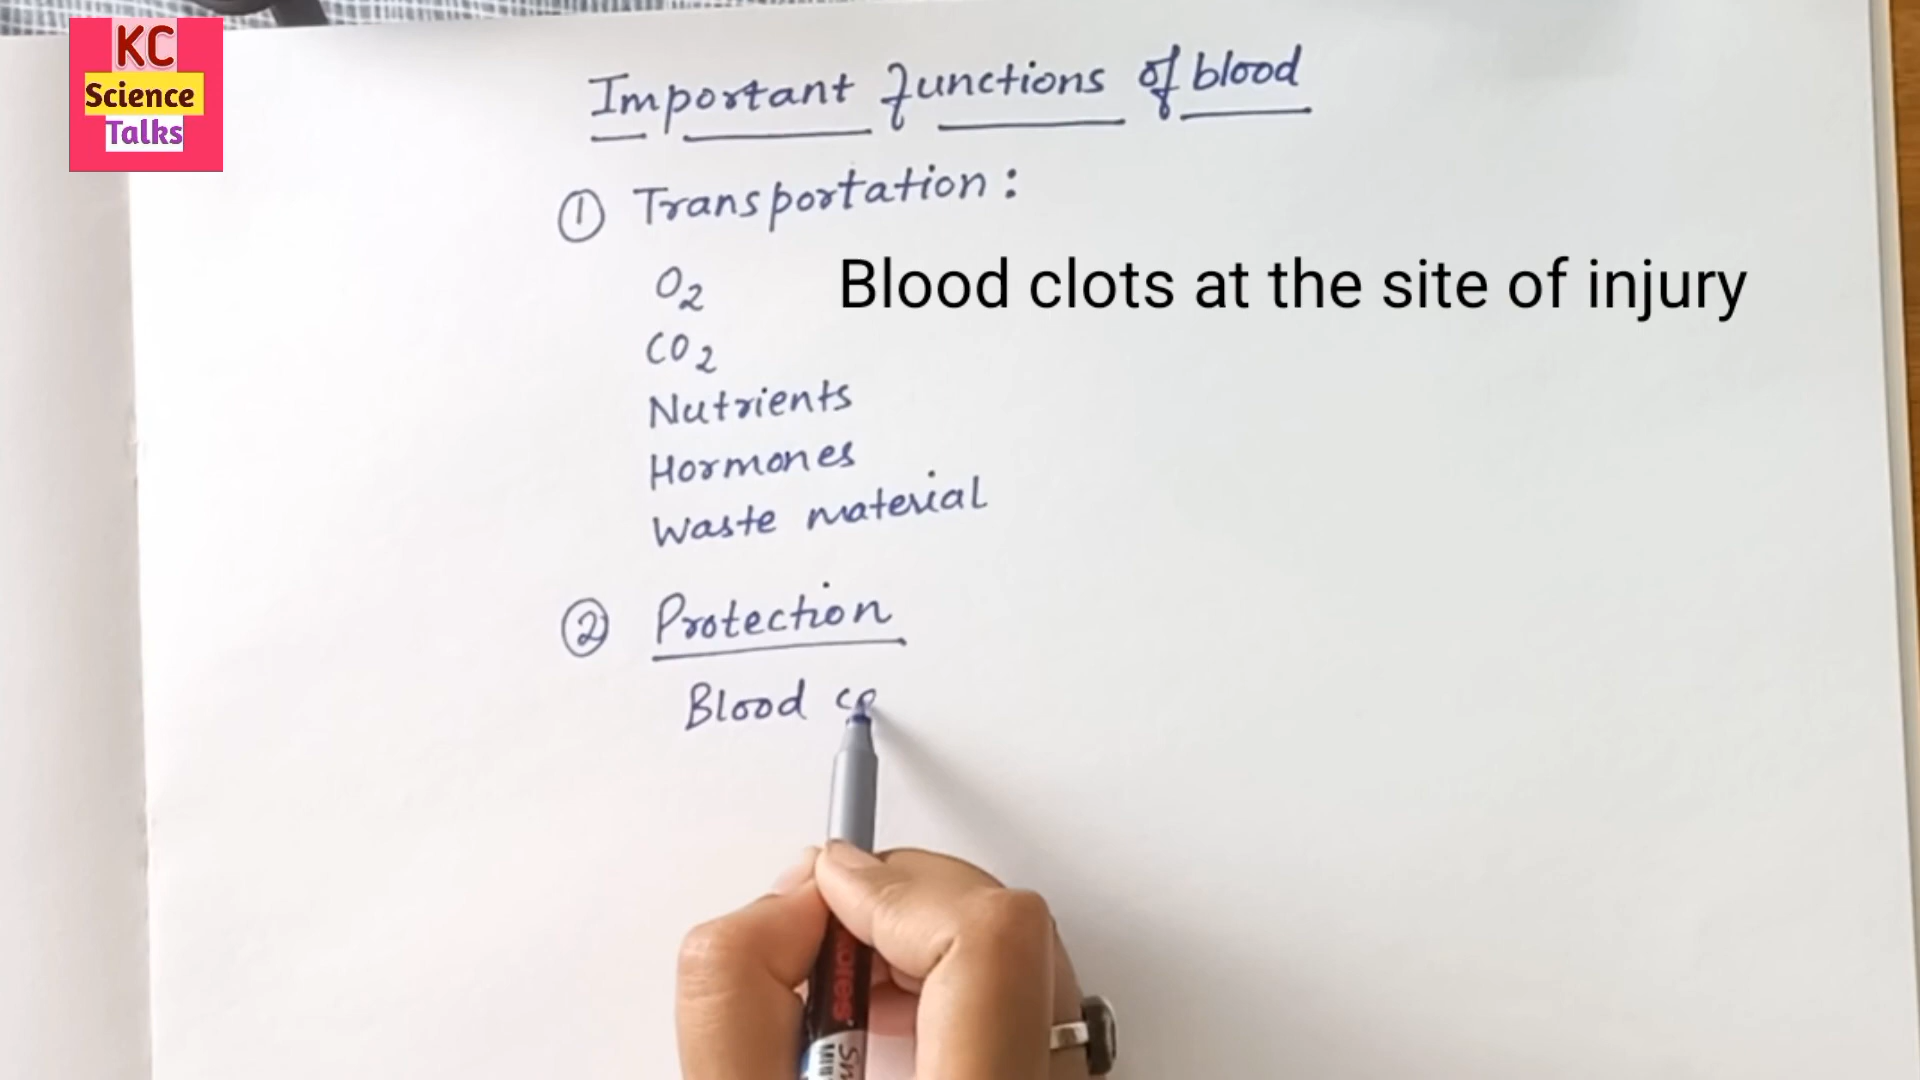 KC
Science
Talks
Important functions of blood
① Transportation:
O2
Blood clots at the site of injury
CO2
Nutrients
Hormones
Waste material
② Protection
Blood